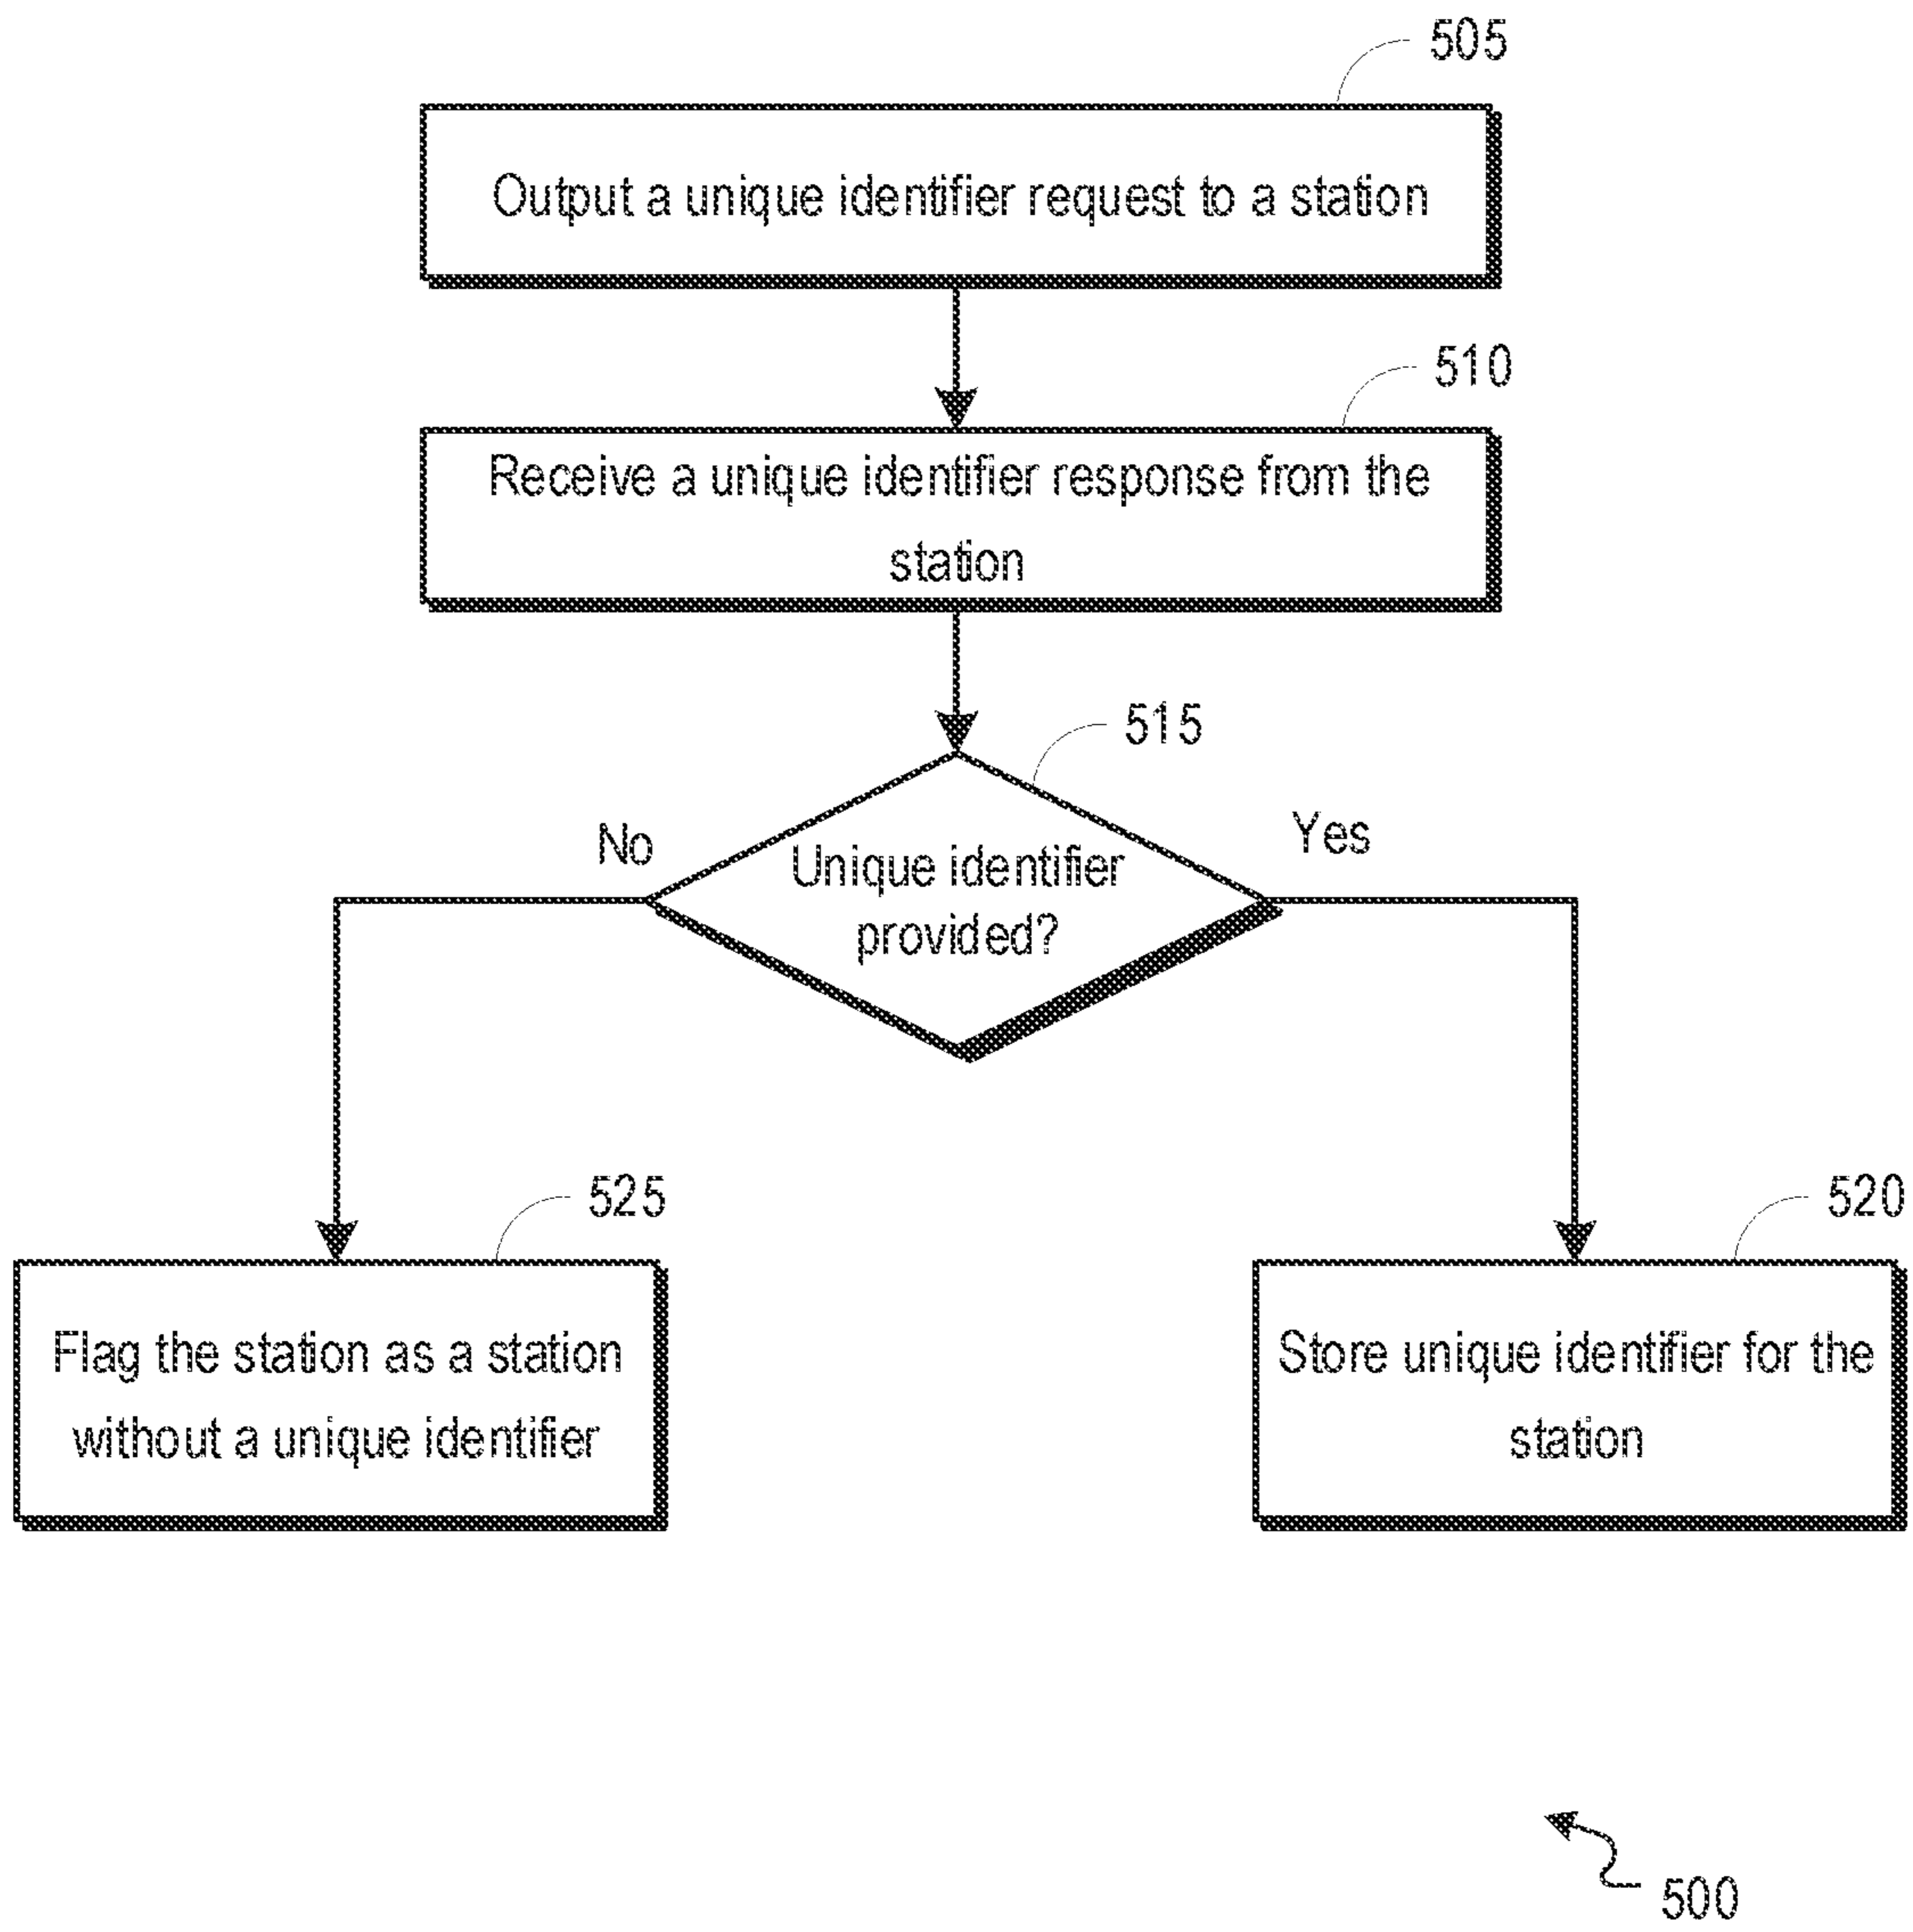 505
Output a unique identifier request to a station
510
Receive a unique identifier response from the
station
515
No
Yes
Unique identifier
provided?
525
520
Flag the station as a station
without a unique identifier
Store unique identifier for the
station
500